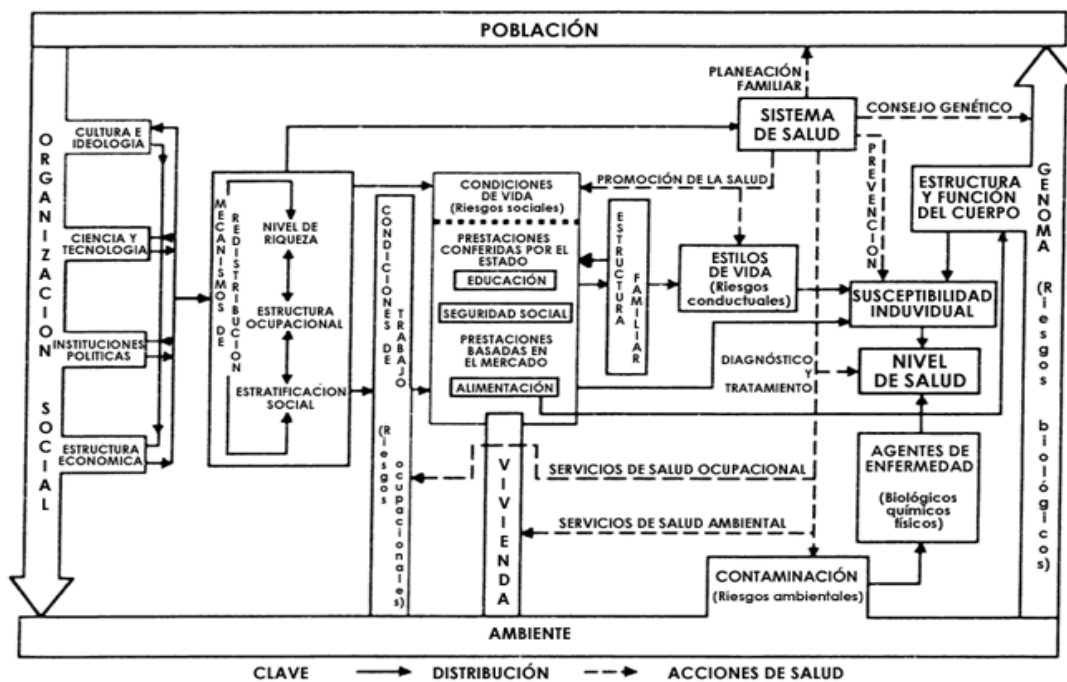 POBLACIÓN
PLANEACIÓN
FAMILIAR
SISTEMA
DE SALUD
CONSEJO GENÉTICO
PREVENCION
ORGANIZACION SOCIAL
CULTURA E
IDEOLOGIA
CIENCIA Y
TECNOLOGIA
INSTITUCIONES
POLITICAS
ESTRUCTURA
ECONOMICA
MECANISMOS DE
REDISTRIBUCION
NIVEL DE
RIQUEZA
ESTRUCTURA
OCUPACIONAL
ESTRATIFICACION
SOCIAL
CONDICIONES DE
TRABAJO
(Riesgos
ocupacionales)
CONDICIONES
DE VIDA
(Riesgos sociales)
PRESTACIONES
CONFERIDAS POR EL
ESTADO
EDUCACIÓN
SEGURIDAD SOCIAL
PRESTACIONES
BASADAS EN
EL MERCADO
ALIMENTACIÓN
VIVIENDA
PROMOCIÓN DE LA SALUD
ESTRUCTURA
FAMILIAR
ESTILOS
DE VIDA
(Riesgos
conductuales)
ESTRUCTURA
Y FUNCIÓN
DEL CUERPO
SUSCEPTIBILIDAD
INDUVIDUAL
DIAGNÓSTICO
Y
TRATAMIENTO
NIVEL
DE SALUD
AGENTES DE
ENFERMEDAD
(Biológicos
químicos
físicos)
SERVICIOS DE SALUD OCUPACIONAL
SERVICIOS DE SALUD AMBIENTAL
CONTAMINACIÓN
(Riesgos ambientales)
GENOMA (Riesgos biológicos)
AMBIENTE
CLAVE DISTRIBUCIÓN ACCIONES DE SALUD